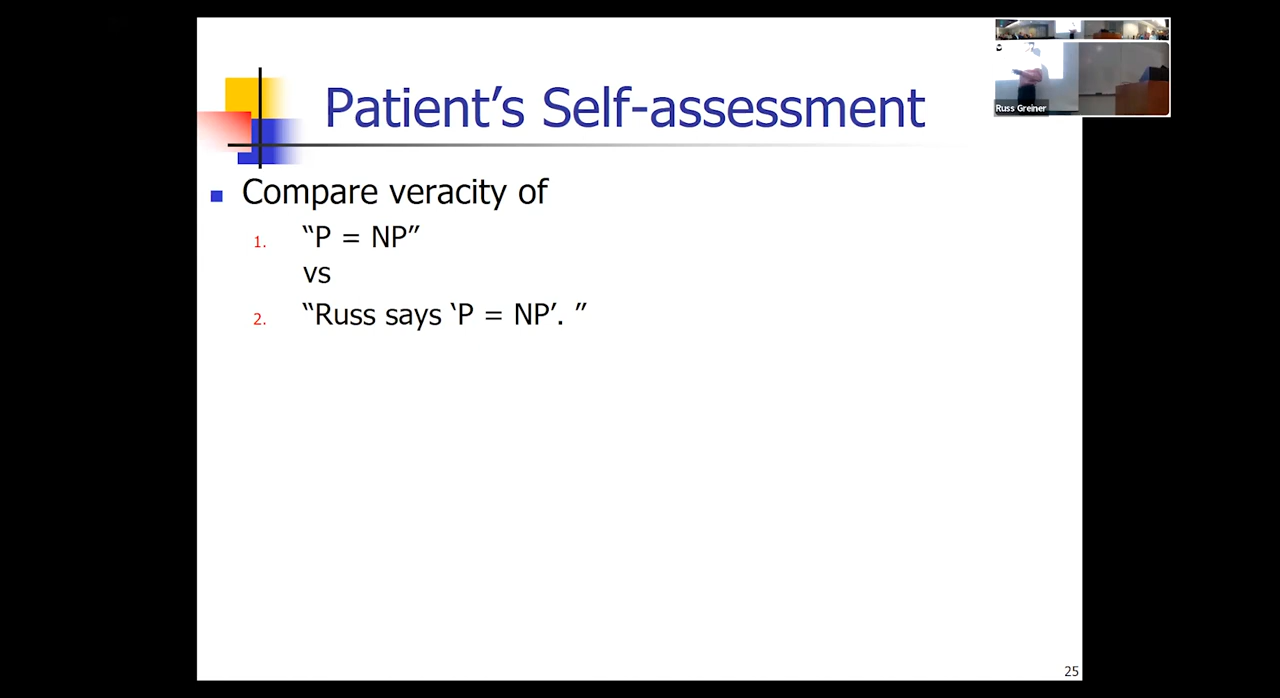 Russ Greiner
Patient’s Self-assessment
Compare veracity of
1. “P = NP”
vs
2. “Russ says ‘P = NP’. ”
25